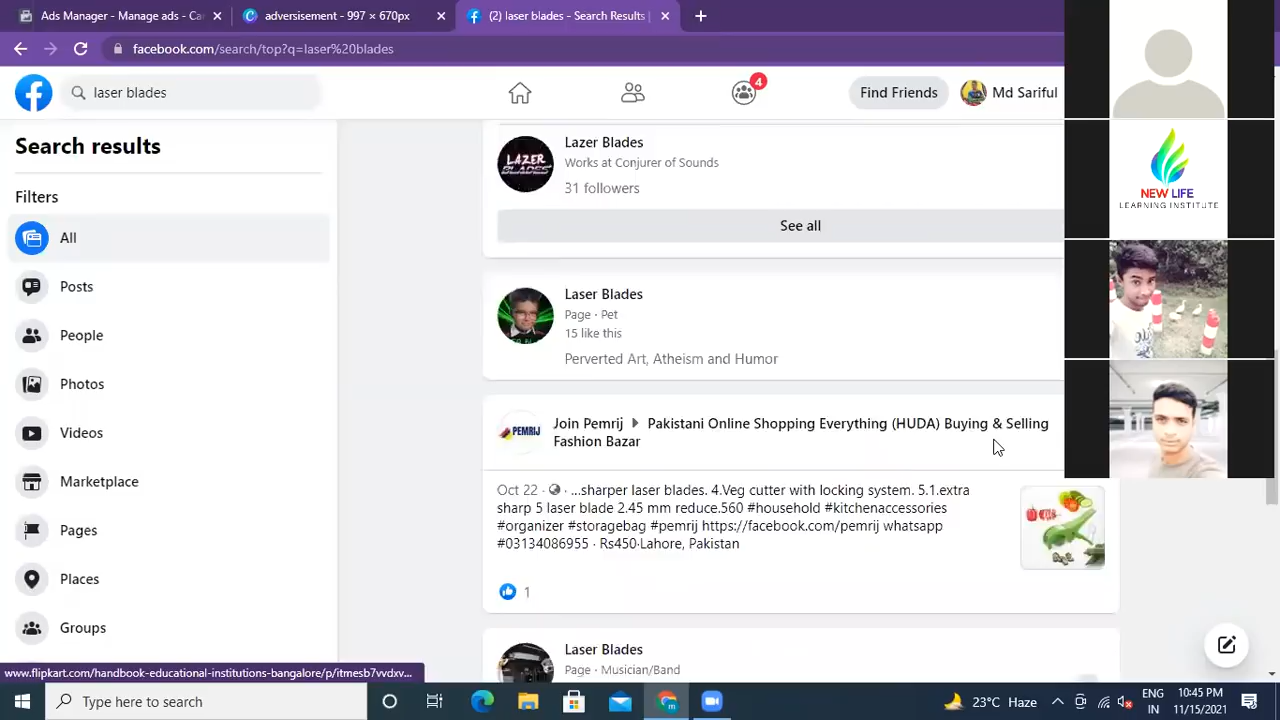 Ads Manager - Manage ads - Ca
adversisement - 997 × 670px
(2) laser blades - Search Results |
facebook.com/search/top?q=laser%20blades
laser blades
4
Find Friends
Md Sariful
Search results
Filters
All
Posts
People
Photos
Videos
Marketplace
Pages
Places
Groups
LAZER
BLADES
Lazer Blades
Works at Conjurer of Sounds
31 followers
See all
Laser Blades
Page · Pet
15 like this
Perverted Art, Atheism and Humor
PEMRIJ
Join Pemrij ▶ Pakistani Online Shopping Everything (HUDA) Buying & Selling
Fashion Bazar
Oct 22 · ...sharper laser blades. 4.Veg cutter with locking system. 5.1.extra
sharp 5 laser blade 2.45 mm reduce.560 #household #kitchenaccessories
#organizer #storagebag #pemrij https://facebook.com/pemrij whatsapp
#03134086955 · Rs450·Lahore, Pakistan
1
Laser Blades
Page · Musician/Band
NEW LIFE
LEARNING INSTITUTE
www.flipkart.com/handbook-educational-institutions-bangalore/p/itmesb7vvdxv...
Type here to search
23°C Haze
ENG
IN
10:45 PM
11/15/2021